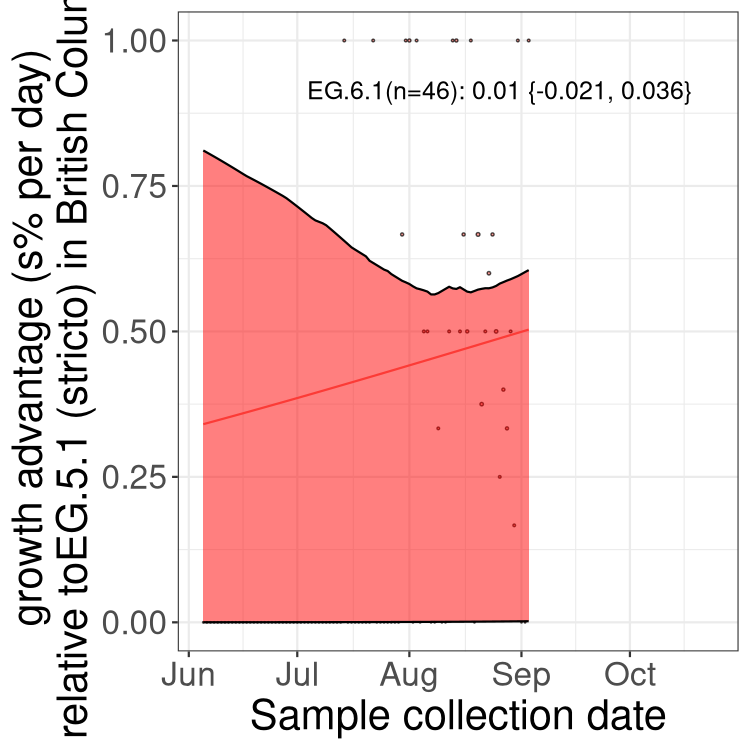 growth advantage (s% per day)
relative toEG.5.1 (stricto) in British
1.00
0.75
0.50
0.25
0.00
EG.6.1(n=46): 0.01 {-0.021, 0.036}
Jun Jul Aug Sep Oct
Sample collection date